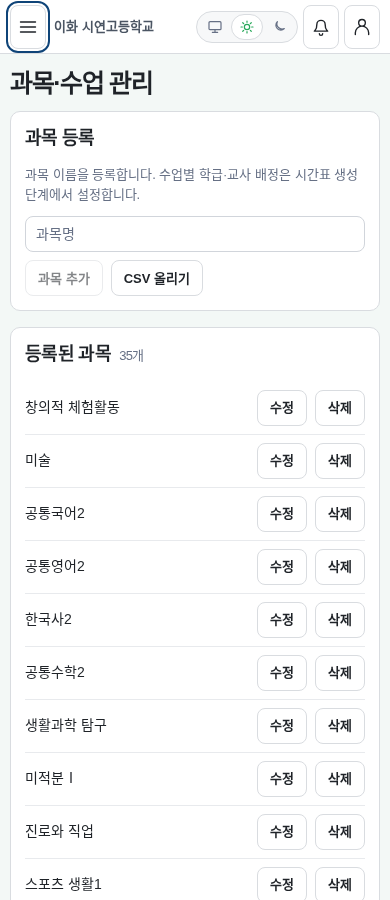 이화 시연고등학교
과목·수업 관리
과목 등록
과목 이름을 등록합니다. 수업별 학급·교사 배정은 시간표 생성
단계에서 설정합니다.
과목명
과목 추가 CSV 올리기
등록된 과목 35개
창의적 체험활동 수정 삭제
미술 수정 삭제
공통국어2 수정 삭제
공통영어2 수정 삭제
한국사2 수정 삭제
공통수학2 수정 삭제
생활과학 탐구 수정 삭제
미적분Ⅰ 수정 삭제
진로와 직업 수정 삭제
스포츠 생활1 수정 삭제